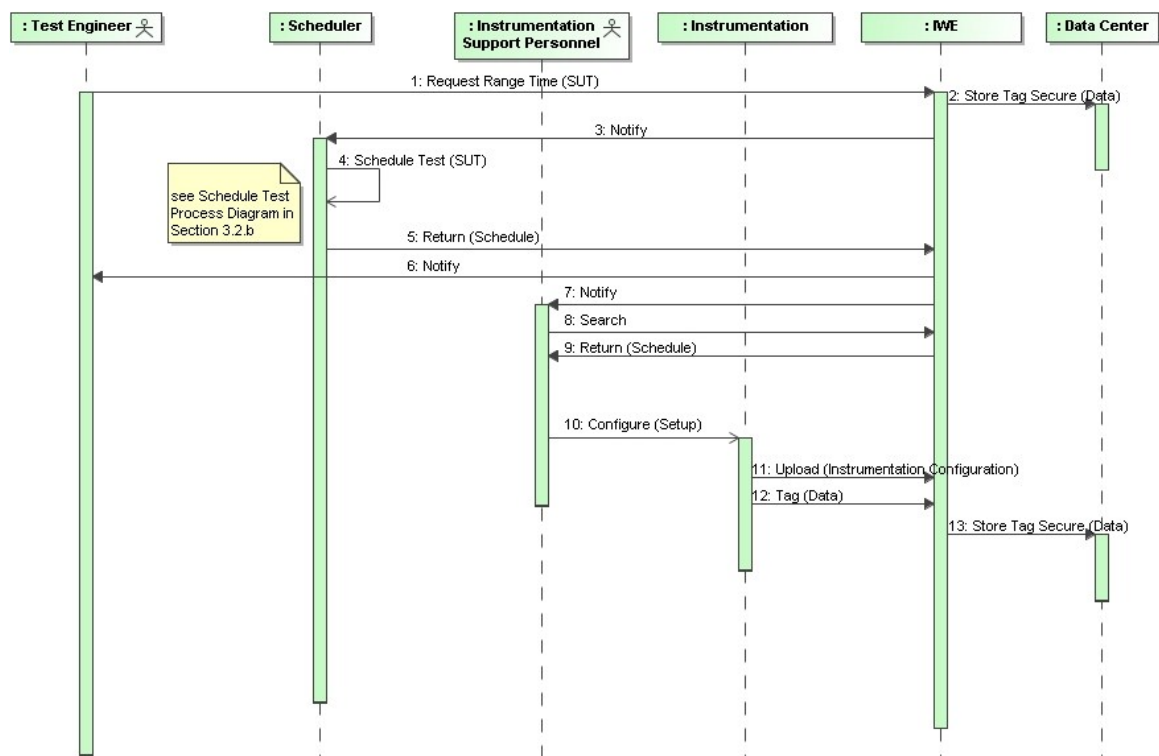 : Test Engineer
: Scheduler
: Instrumentation
Support Personnel
: Instrumentation
: IWE
: Data Center
1: Request Range Time (SUT)
2: Store Tag Secure (Data)
3: Notify
4: Schedule Test (SUT)
see Schedule Test
Process Diagram in
Section 3.2.b
5: Return (Schedule)
6: Notify
7: Notify
8: Search
9: Return (Schedule)
10: Configure (Setup)
11: Upload (Instrumentation Configuration)
12: Tag (Data)
13: Store Tag Secure (Data)